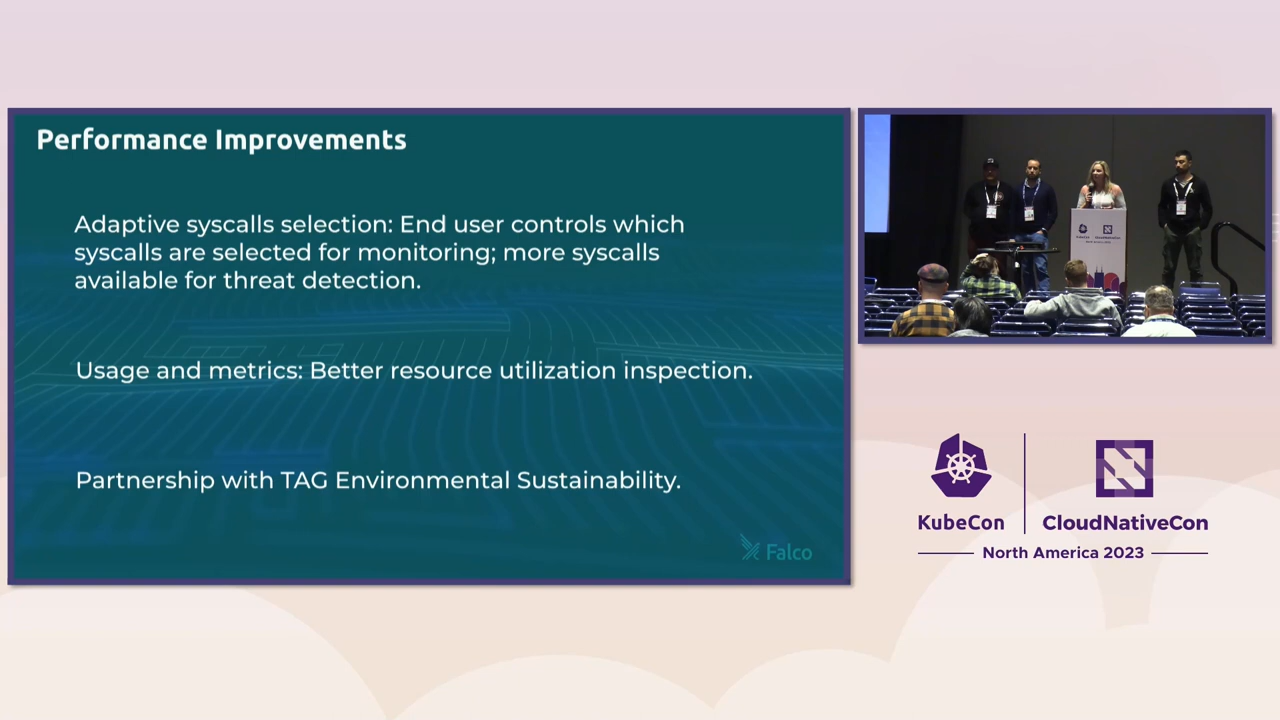 Performance Improvements
Adaptive syscalls selection: End user controls which
syscalls are selected for monitoring; more syscalls
available for threat detection.
Usage and metrics: Better resource utilization inspection.
Partnership with TAG Environmental Sustainability.
Falco
KubeCon
CloudNativeCon
North America 2023